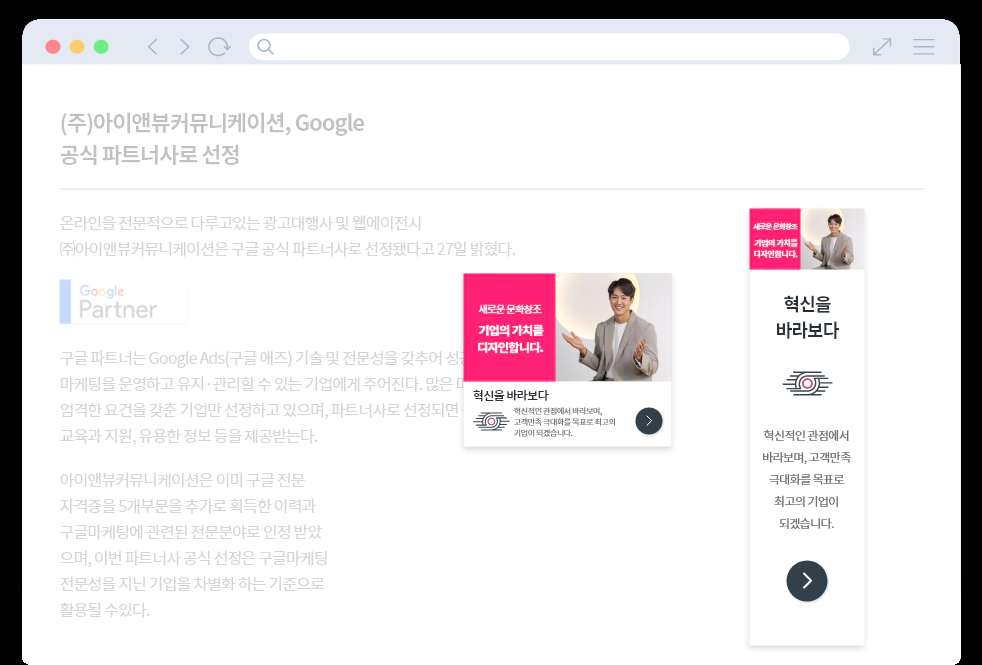 (주)아이앤뷰커뮤니케이션, Google
공식 파트너사로 선정
온라인을 전문적으로 다루고있는 광고대행사 및 웹에이전시
㈜아이앤뷰커뮤니케이션은 구글 공식 파트너사로 선정됐다고 27일 밝혔다.
Google
Partner
구글 파트너는 Google Ads(구글 애즈) 기술 및 전문성을 갖추어
마케팅을 운영하고 유지·관리할 수 있는 기업에게 주어진다. 많은
엄격한 요건을 갖춘 기업만 선정하고 있으며, 파트너사로 선정되면
교육과 지원, 유용한 정보 등을 제공받는다.
아이앤뷰커뮤니케이션은 이미 구글 전문
자격증을 5개부문을 추가로 획득한 이력과
구글마케팅에 관련된 전문분야로 인정 받았
으며, 이번 파트너사 공식 선정은 구글마케팅
전문성을 지닌 기업을 차별화 하는 기준으로
활용될 수있다.
새로운 문화창조
기업의 가치를
디자인합니다.
혁신을 바라보다
혁신적인 관점에서 바라보며,
고객만족 극대화를 목표로 최고의
기업이 되겠습니다.
새로운 문화창조
기업의 가치를
디자인합니다.
혁신을
바라보다
혁신적인 관점에서
바라보며, 고객만족
극대화를 목표로
최고의 기업이
되겠습니다.